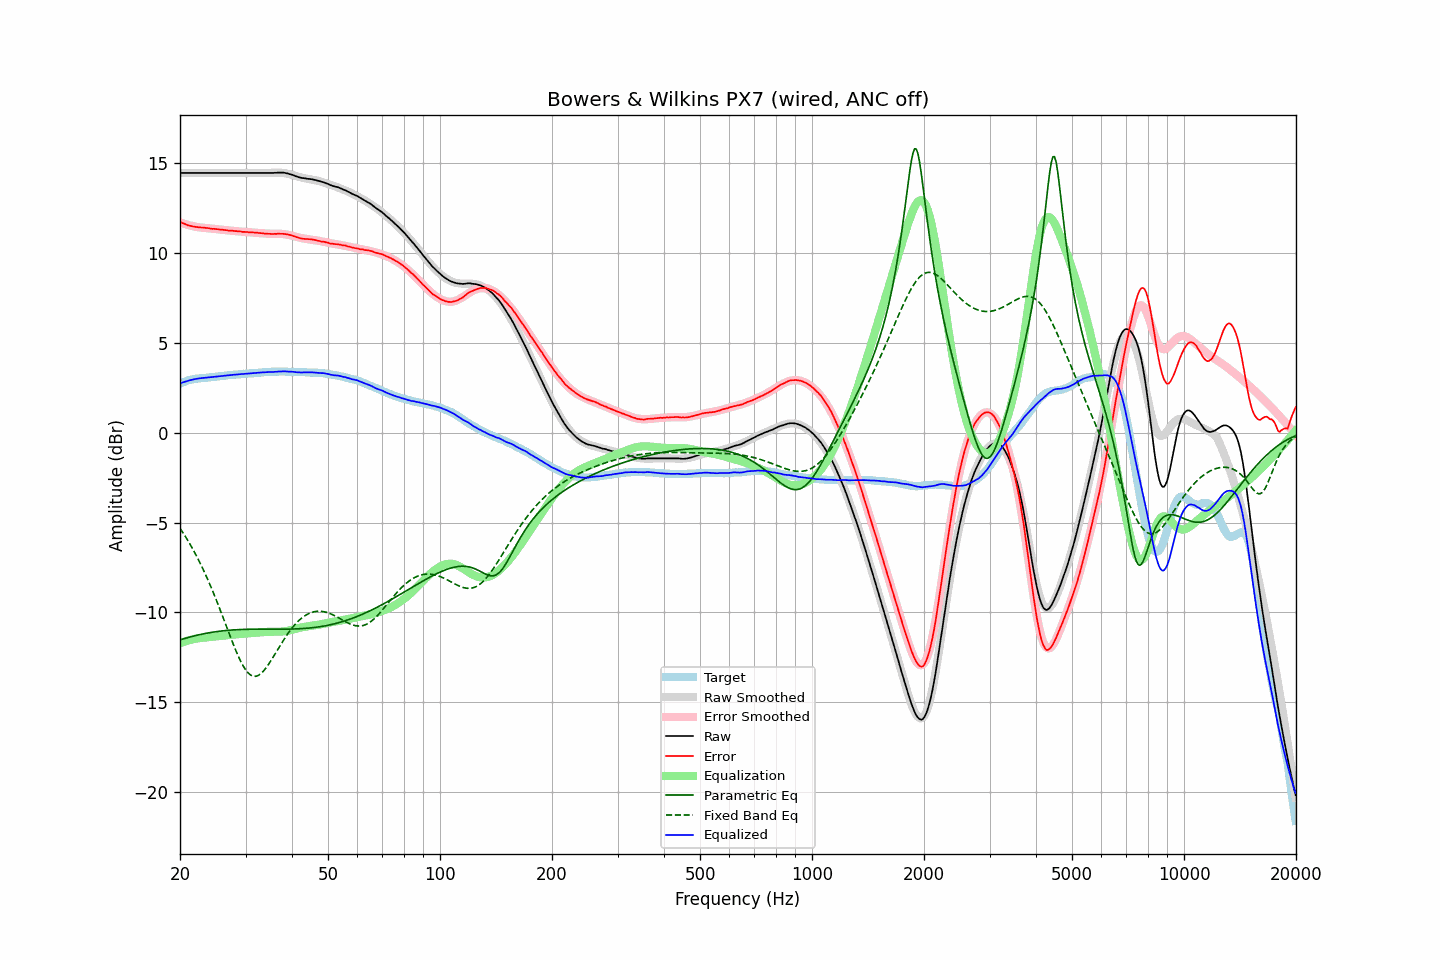 Bowers & Wilkins PX7 (wired, ANC off)
15
10
5
0
−5
−10
−15
−20
Amplitude (dBr)
Target
Raw Smoothed
Error Smoothed
Raw
Error
Equalization
Parametric Eq
Fixed Band Eq
Equalized
20 50 100 200 500 1000 2000 5000 10000 20000
Frequency (Hz)